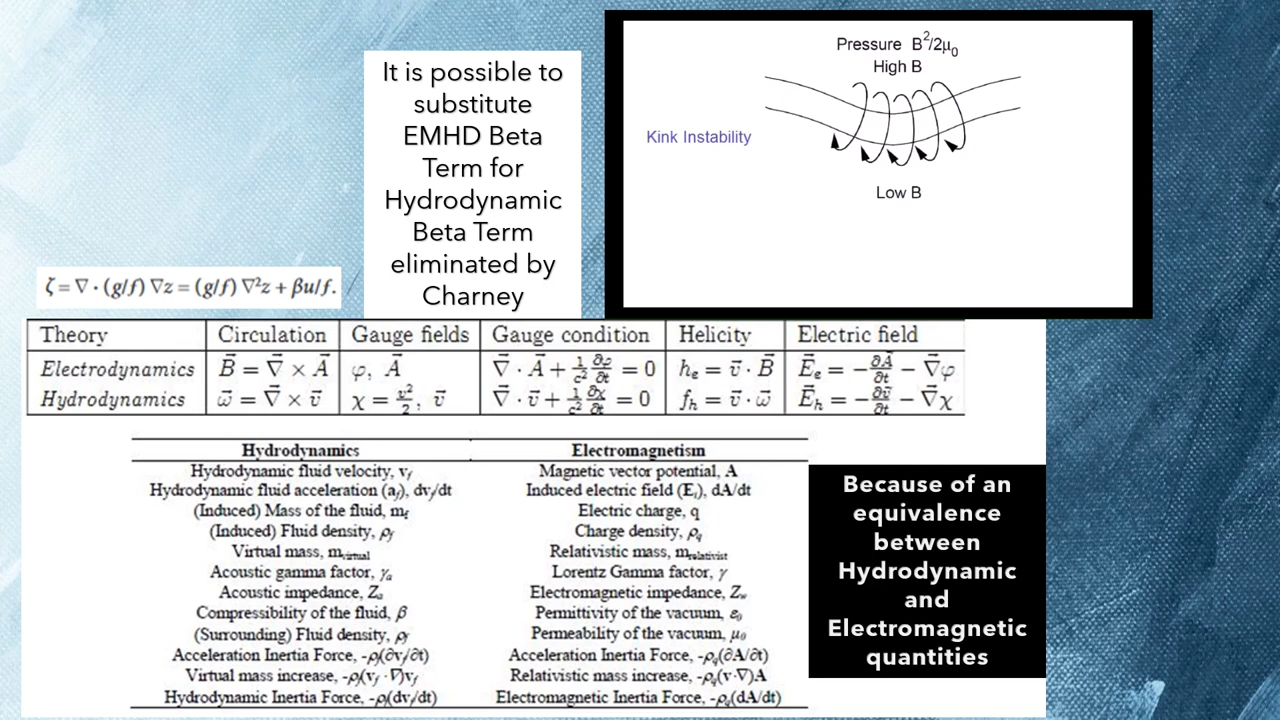 It is possible to
substitute
EMHD Beta
Term for
Hydrodynamic
Beta Term
eliminated by
Charney
Pressure B²/2μ₀
High B
Kink Instability
Low B
ζ = ∇ · (g/f) ∇z = (g/f) ∇²z + βu/f.
Theory Circulation Gauge fields Gauge condition Helicity Electric field
Electrodynamics B⃗ = ∇⃗ × A⃗ φ, A⃗ ∇⃗ · A⃗ + 1/c² ∂φ/∂t = 0 hₑ = v⃗ · B⃗ E⃗ₑ = −∂A⃗/∂t − ∇⃗φ
Hydrodynamics ω⃗ = ∇⃗ × v⃗ χ = v²/2, v⃗ ∇⃗ · v⃗ + 1/c² ∂χ/∂t = 0 fₕ = v⃗ · ω⃗ E⃗ₕ = −∂v⃗/∂t − ∇⃗χ
Hydrodynamics Electromagnetism
Hydrodynamic fluid velocity, v_f Magnetic vector potential, A
Hydrodynamic fluid acceleration (a_f), dv_f/dt Induced electric field (E_i), dA/dt
(Induced) Mass of the fluid, m_f Electric charge, q
(Induced) Fluid density, ρ_f Charge density, ρ_q
Virtual mass, m_virtual Relativistic mass, m_relativist
Acoustic gamma factor, γ_a Lorentz Gamma factor, γ
Acoustic impedance, Z_a Electromagnetic impedance, Z_w
Compressibility of the fluid, β Permittivity of the vacuum, ε₀
(Surrounding) Fluid density, ρ_f Permeability of the vacuum, μ₀
Acceleration Inertia Force, -ρ_f(∂v_f/∂t) Acceleration Inertia Force, -ρ_q(∂A/∂t)
Virtual mass increase, -ρ_f(v_f · ∇)v_f Relativistic mass increase, -ρ_q(v·∇)A
Hydrodynamic Inertia Force, -ρ_f(dv_f/dt) Electromagnetic Inertia Force, -ρ_q(dA/dt)
Because of an
equivalence
between
Hydrodynamic
and
Electromagnetic
quantities